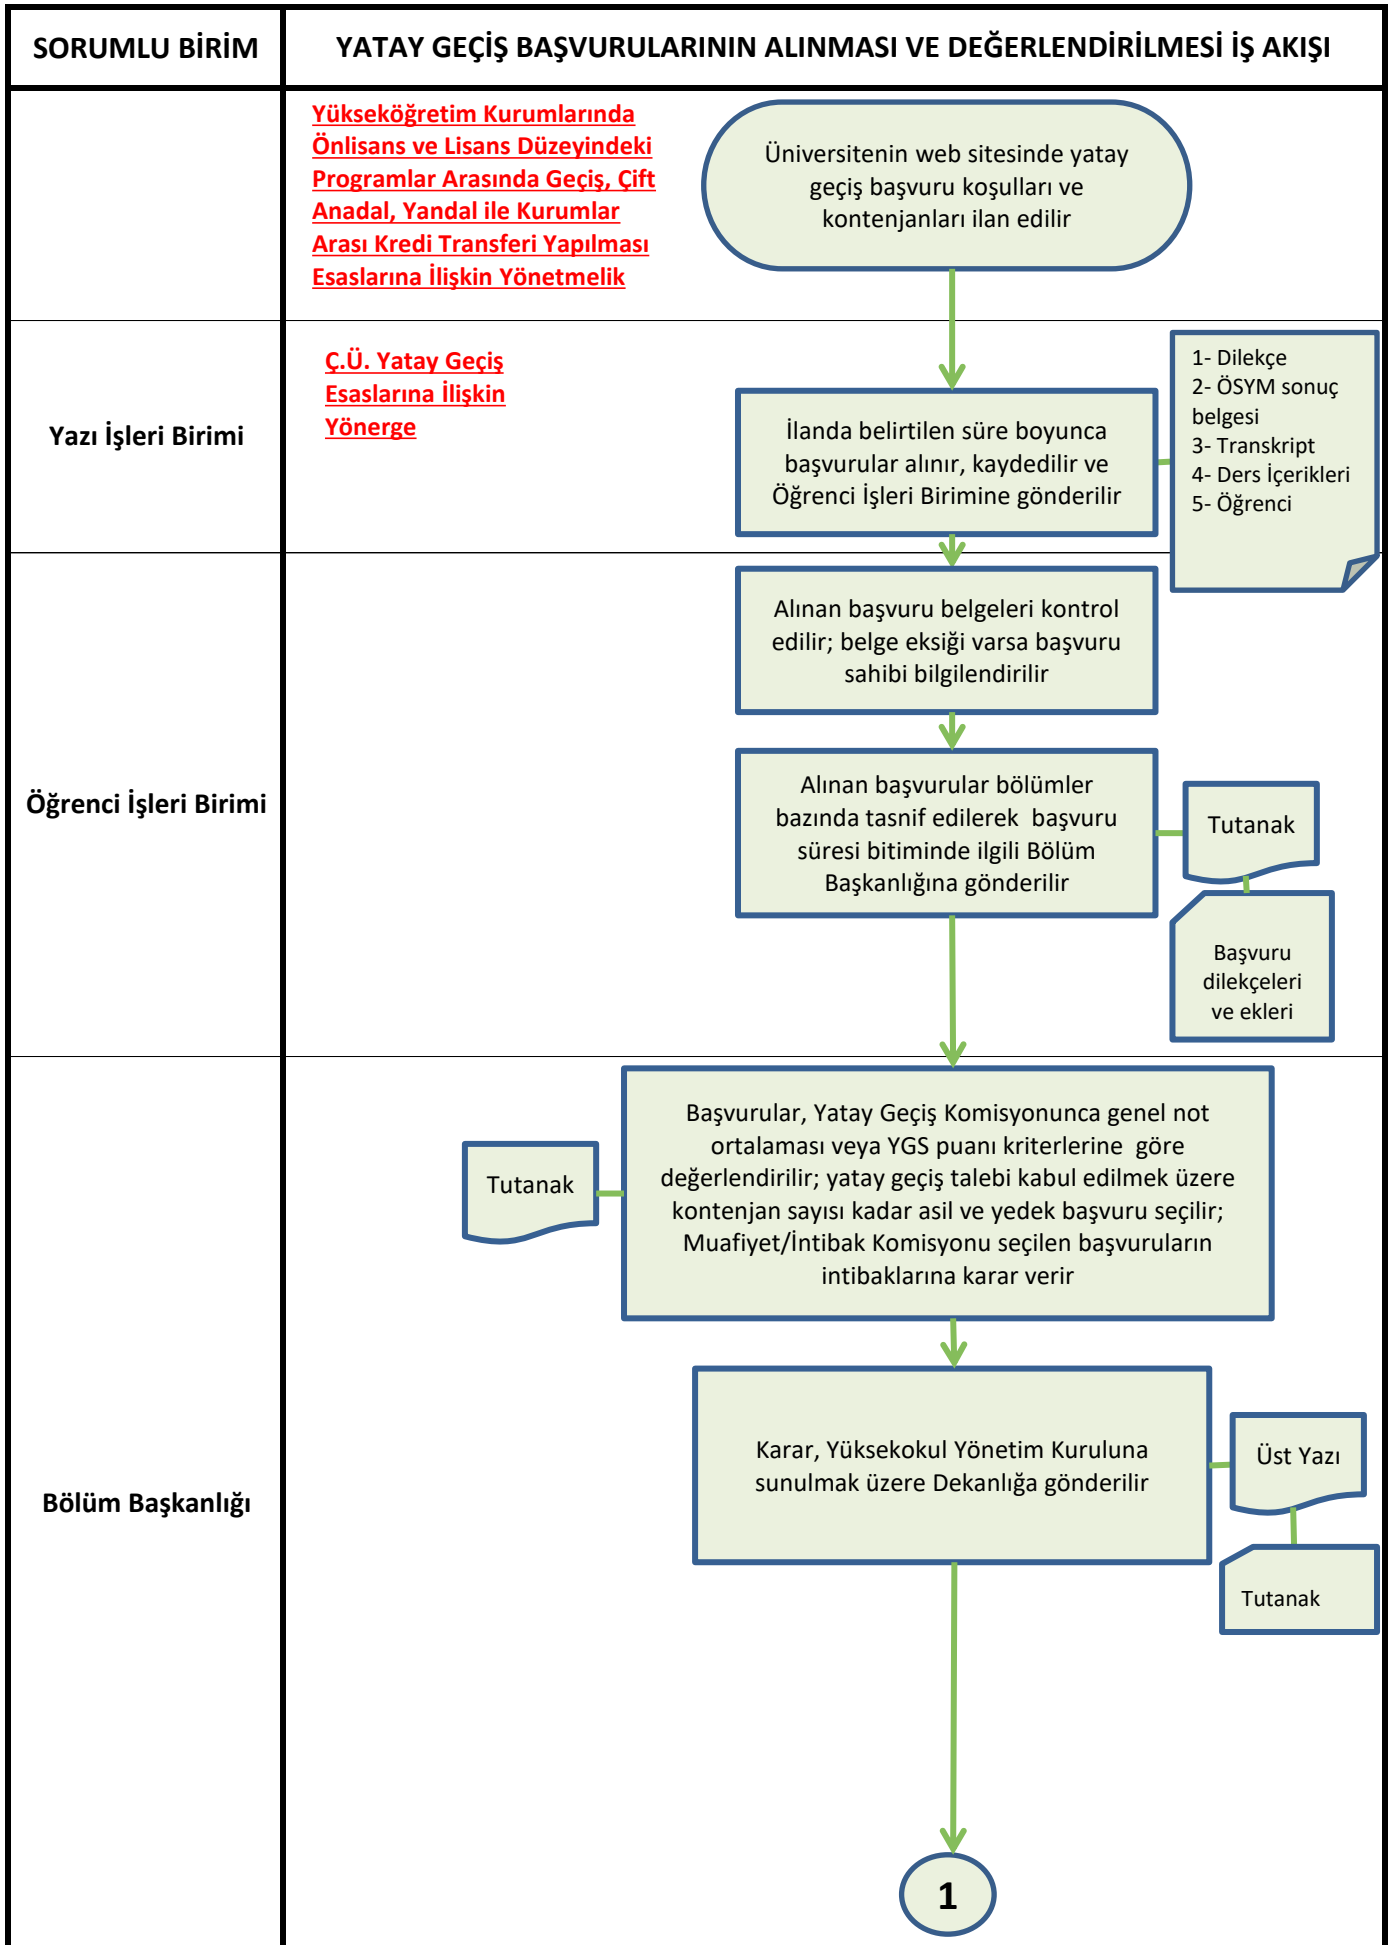 SORUMLU BİRİM
YATAY GEÇİŞ BAŞVURULARININ ALINMASI VE DEĞERLENDİRİLMESİ İŞ AKIŞI
Yükseköğretim Kurumlarında
Önlisans ve Lisans Düzeyindeki
Programlar Arasında Geçiş, Çift
Anadal, Yandal ile Kurumlar
Arası Kredi Transferi Yapılması
Esaslarına İlişkin Yönetmelik
Üniversitenin web sitesinde yatay
geçiş başvuru koşulları ve
kontenjanları ilan edilir
Yazı İşleri Birimi
Ç.Ü. Yatay Geçiş
Esaslarına İlişkin
Yönerge
İlanda belirtilen süre boyunca
başvurular alınır, kaydedilir ve
Öğrenci İşleri Birimine gönderilir
1- Dilekçe
2- ÖSYM sonuç
belgesi
3- Transkript
4- Ders İçerikleri
5- Öğrenci
Öğrenci İşleri Birimi
Alınan başvuru belgeleri kontrol
edilir; belge eksiği varsa başvuru
sahibi bilgilendirilir
Alınan başvurular bölümler
bazında tasnif edilerek  başvuru
süresi bitiminde ilgili Bölüm
Başkanlığına gönderilir
Tutanak
Başvuru
dilekçeleri
ve ekleri
Bölüm Başkanlığı
Başvurular, Yatay Geçiş Komisyonunca genel not
ortalaması veya YGS puanı kriterlerine  göre
değerlendirilir; yatay geçiş talebi kabul edilmek üzere
kontenjan sayısı kadar asil ve yedek başvuru seçilir;
Muafiyet/İntibak Komisyonu seçilen başvuruların
intibaklarına karar verir
Tutanak
Karar, Yüksekokul Yönetim Kuruluna
sunulmak üzere Dekanlığa gönderilir
Üst Yazı
Tutanak
1